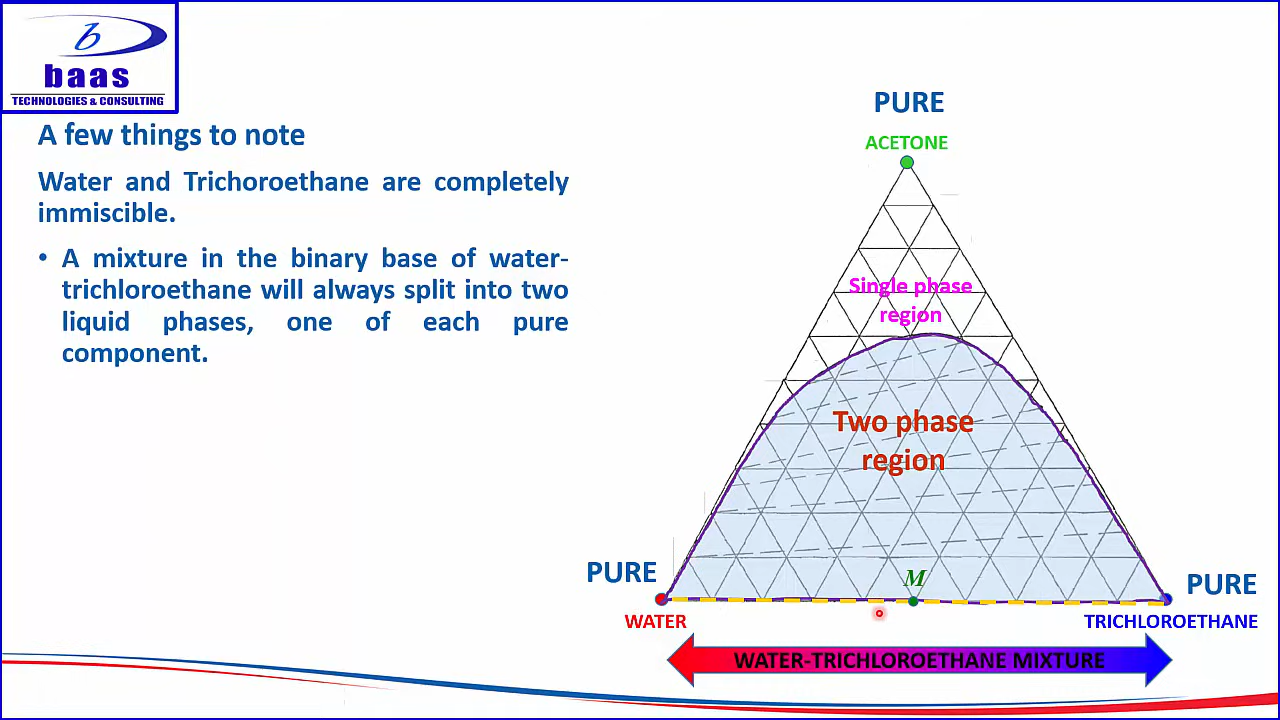 b
baas
TECHNOLOGIES & CONSULTING
A few things to note
Water and Trichoroethane are completely
immiscible.
• A mixture in the binary base of water-
trichloroethane will always split into two
liquid phases, one of each pure
component.
PURE
ACETONE
Single phase
region
Two phase
region
M
PURE
WATER
PURE
TRICHLOROETHANE
WATER-TRICHLOROETHANE MIXTURE